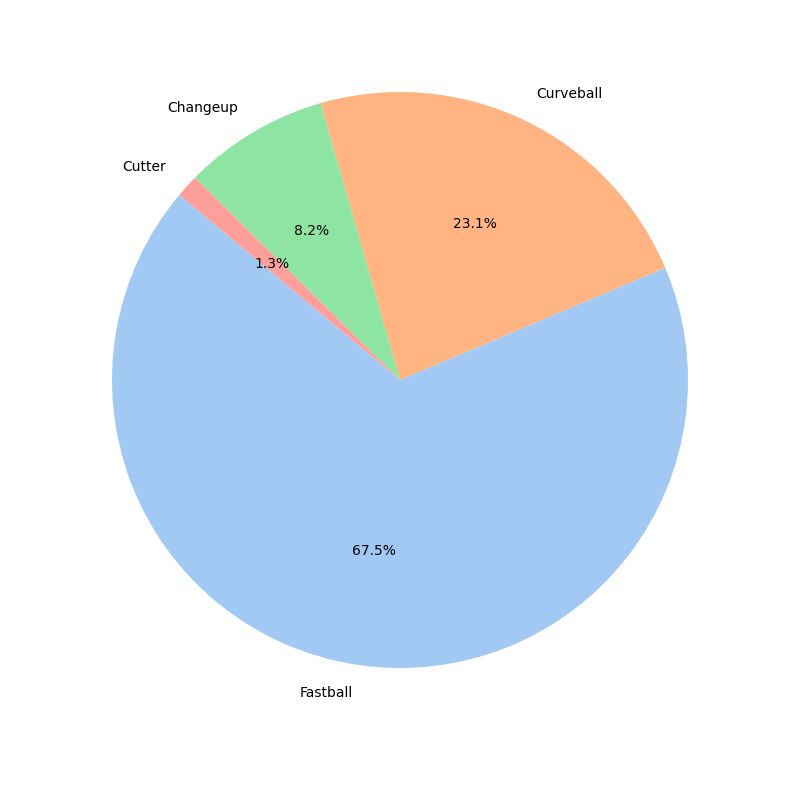 Curveball
Changeup
Cutter
23.1%
8.2%
1.3%
67.5%
Fastball